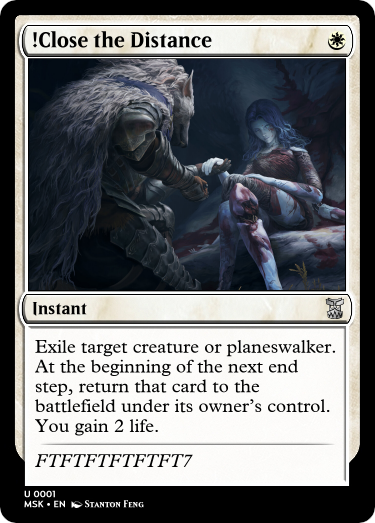 !Close the Distance
Instant
Exile target creature or planeswalker.
At the beginning of the next end
step, return that card to the
battlefield under its owner's control.
You gain 2 life.
FTFTFTFTFTFT7
U 0001
MSK • EN Stanton Feng